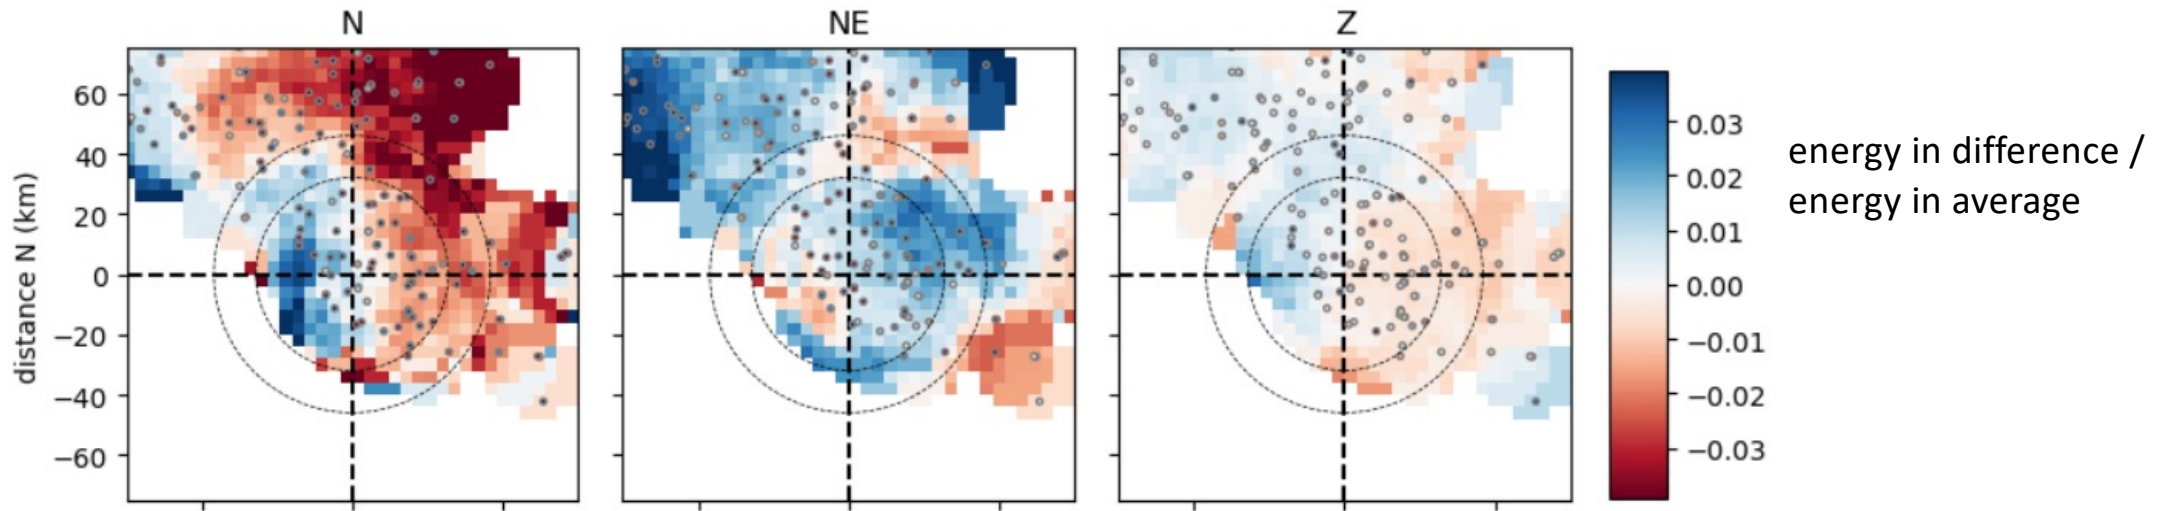 N
NE
Z
distance N (km)
60
40
20
0
−20
−40
−60
0.03
0.02
0.01
0.00
−0.01
−0.02
−0.03
energy in difference /
energy in average